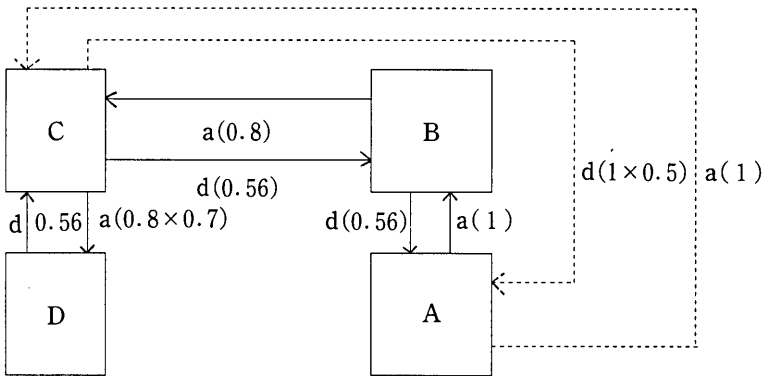 C
B
a(0.8)
d(0.56)
d(1×0.5)
a(1)
d
0.56
a(0.8×0.7)
d(0.56)
a(1)
D
A